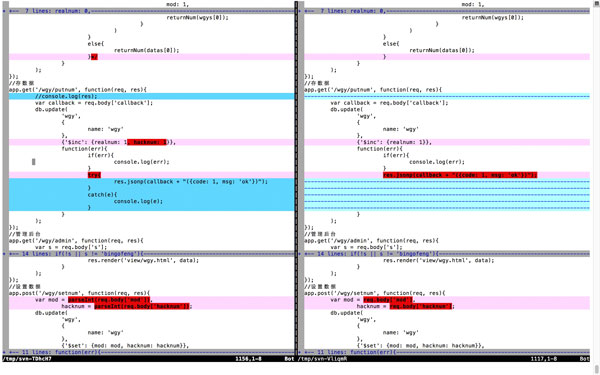 mod: 1,
+-- 7 lines: realnum: 0,
returnNum(wgys[0]);
}
)
}
else{
returnNum(datas[0]);
}
}
);
});
//存数据
app.get('/wgy/putnum', function(req, res){
//console.log(res);
var callback = req.body['callback'];
db.update(
'wgy',
{
name: 'wgy'
},
{'$inc': {realnum: 1, hacknum: 1}},
function(err){
if(err){
console.log(err);
}
try{
res.jsonp(callback + "({code: 1, msg: 'ok'})");
}
catch(e){
console.log(e);
}
}
);
});
//管理后台
app.get('/wgy/admin', function(req, res){
var s = req.body['s'];
+-- 14 lines: if(!s || s != 'bingofeng'){
res.render('view/wgy.html', data);
}
});
//设置数据
app.post('/wgy/setnum', function(req, res){
var mod = parseInt(req.body['mod']),
hacknum = parseInt(req.body['hacknum']);
db.update(
'wgy',
{
name: 'wgy'
},
{'$set': {mod: mod, hacknum: hacknum}},
+-- 11 lines: function(err){
/tmp/svn-TDhcH7 1156,1-8 Bot
mod: 1,
+-- 7 lines: realnum: 0,
returnNum(wgys[0]);
}
)
}
else{
returnNum(datas[0]);
}
}
);
});
//存数据
app.get('/wgy/putnum', function(req, res){
var callback = req.body['callback'];
db.update(
'wgy',
{
name: 'wgy'
},
{'$inc': {realnum: 1}},
function(err){
if(err){
console.log(err);
}
res.jsonp(callback + "({code: 1, msg: 'ok'})");
}
);
});
//管理后台
app.get('/wgy/admin', function(req, res){
var s = req.body['s'];
+-- 14 lines: if(!s || s != 'bingofeng'){
res.render('view/wgy.html', data);
}
});
//设置数据
app.post('/wgy/setnum', function(req, res){
var mod = req.body['mod'],
hacknum = req.body['hacknum'];
db.update(
'wgy',
{
name: 'wgy'
},
{'$set': {mod: mod, hacknum: hacknum}},
+-- 11 lines: function(err){
/tmp/svn-VliqmR 1117,1-8 Bot